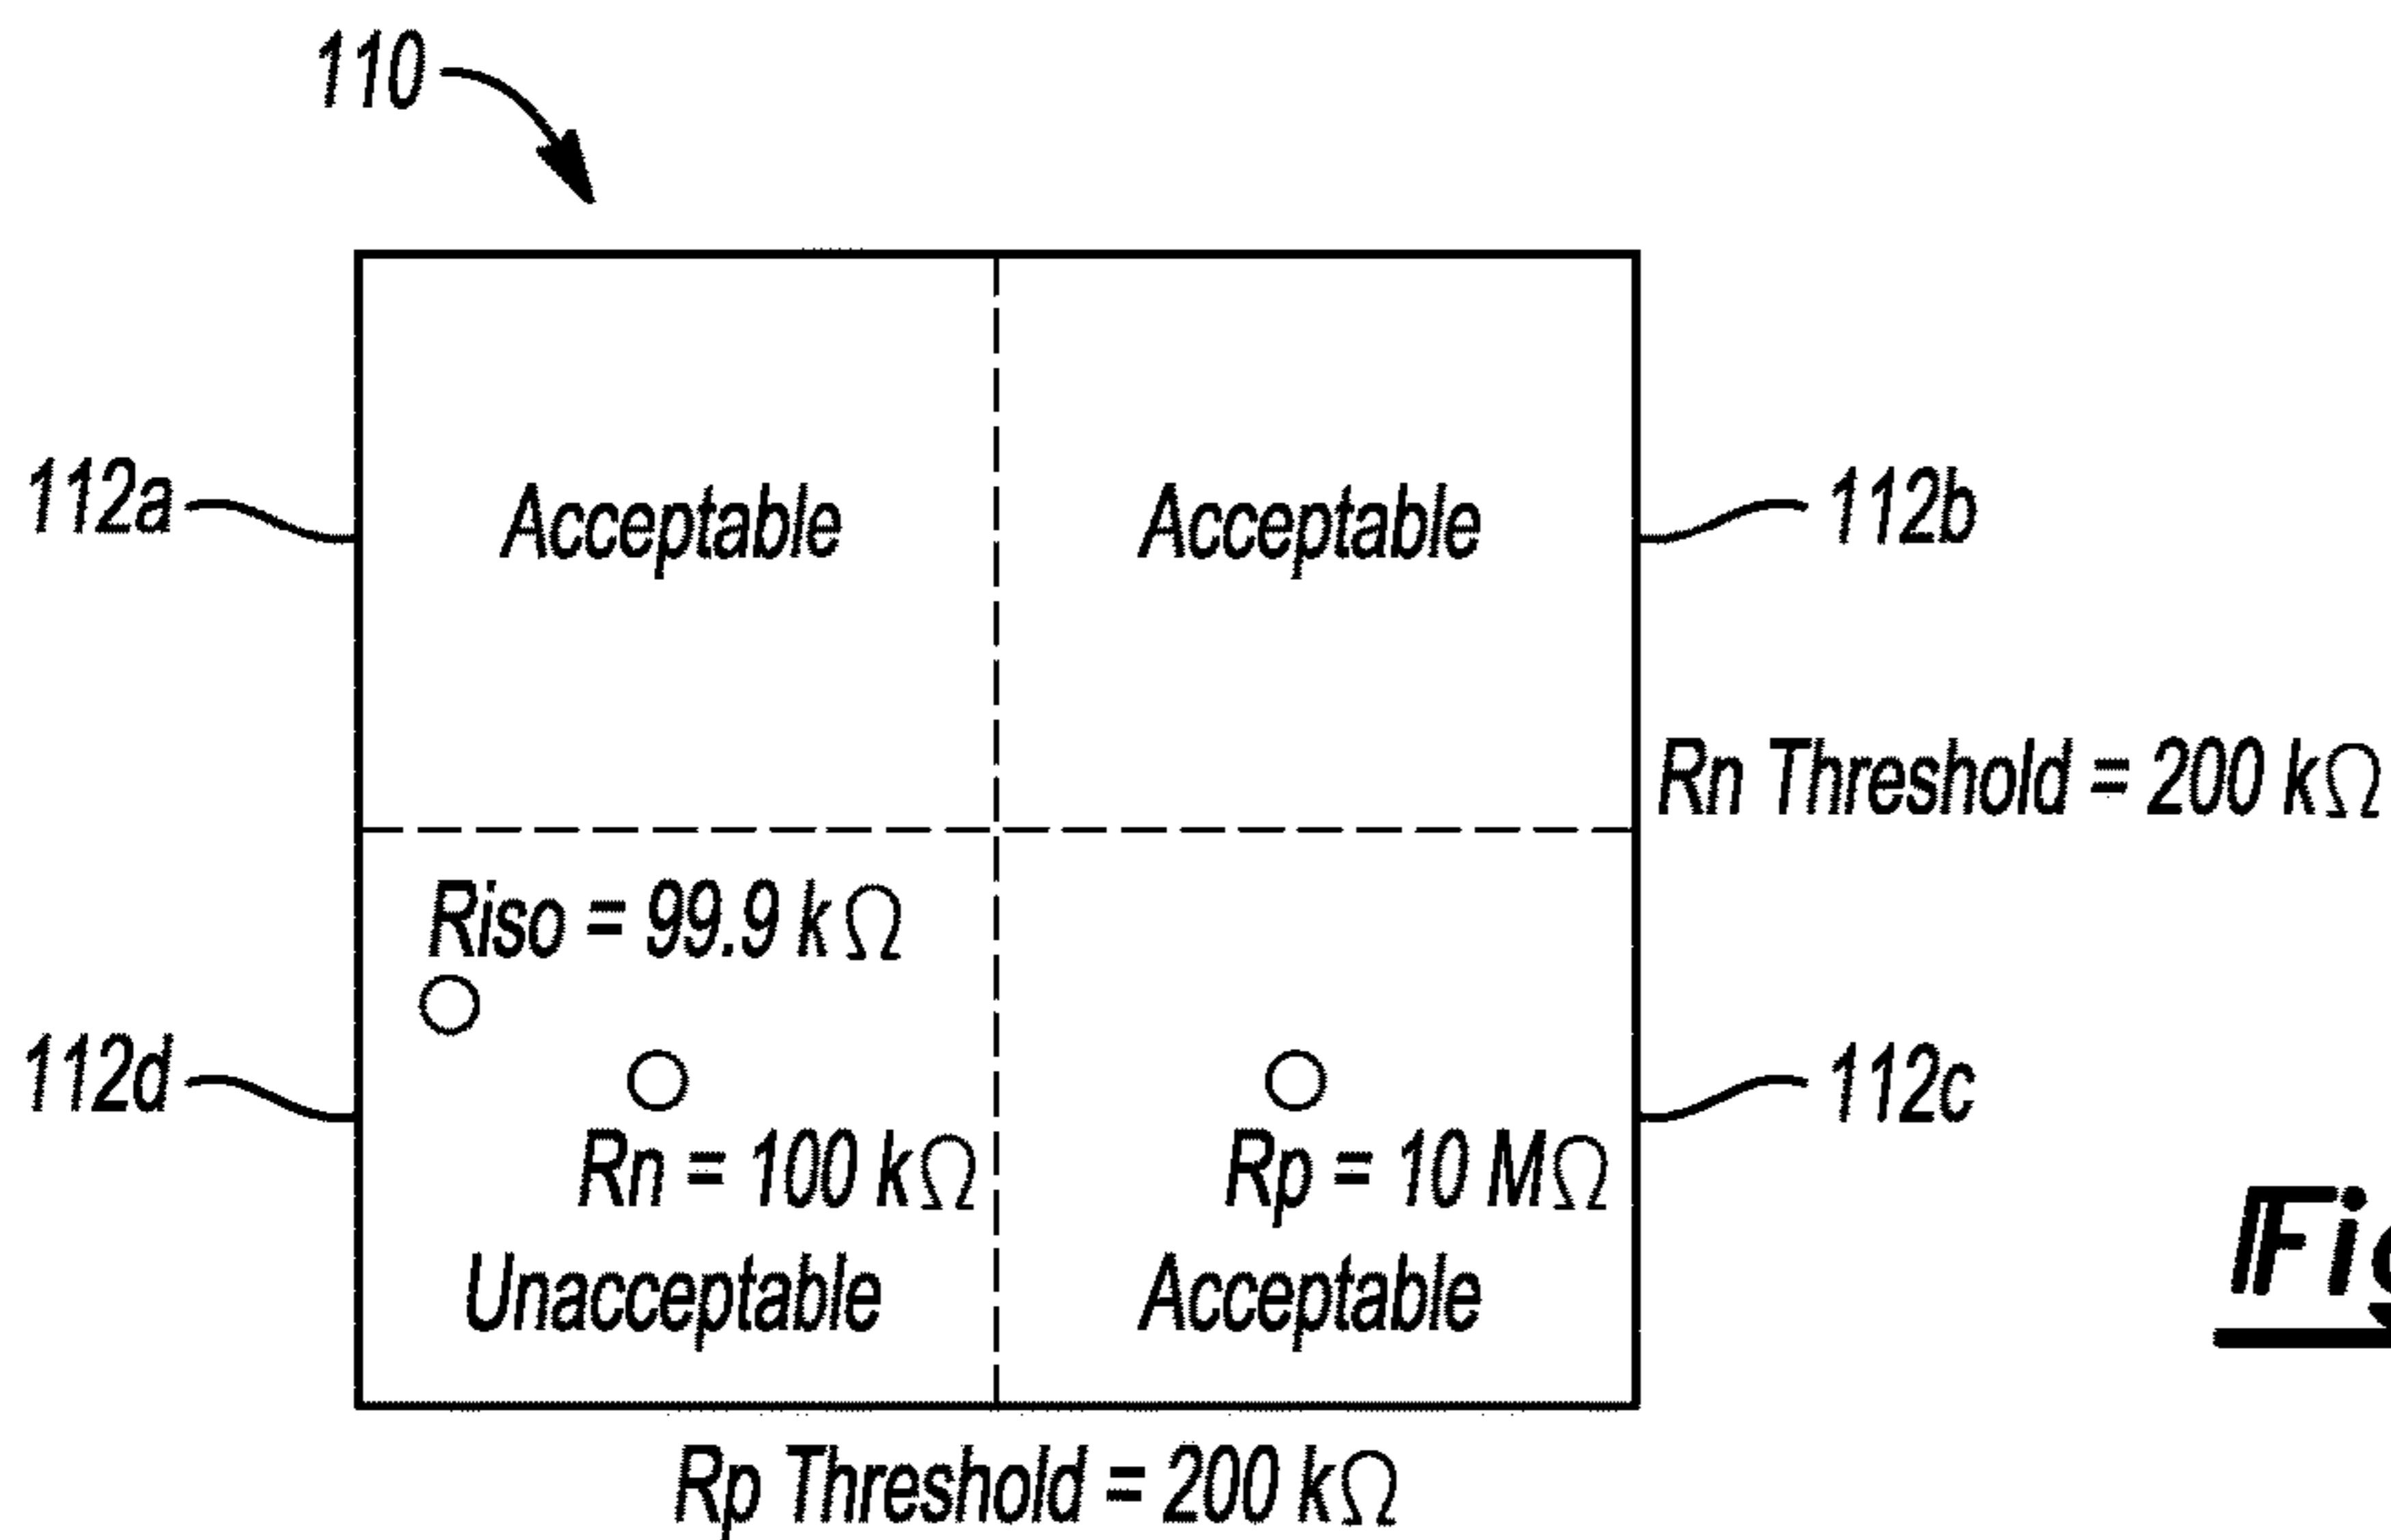 110
112a
Acceptable
Acceptable
112b
Rn Threshold = 200 kΩ
Riso = 99.9 kΩ
112d
112c
Rn = 100 kΩ
Rp = 10 MΩ
Unacceptable
Acceptable
Rp Threshold = 200 kΩ